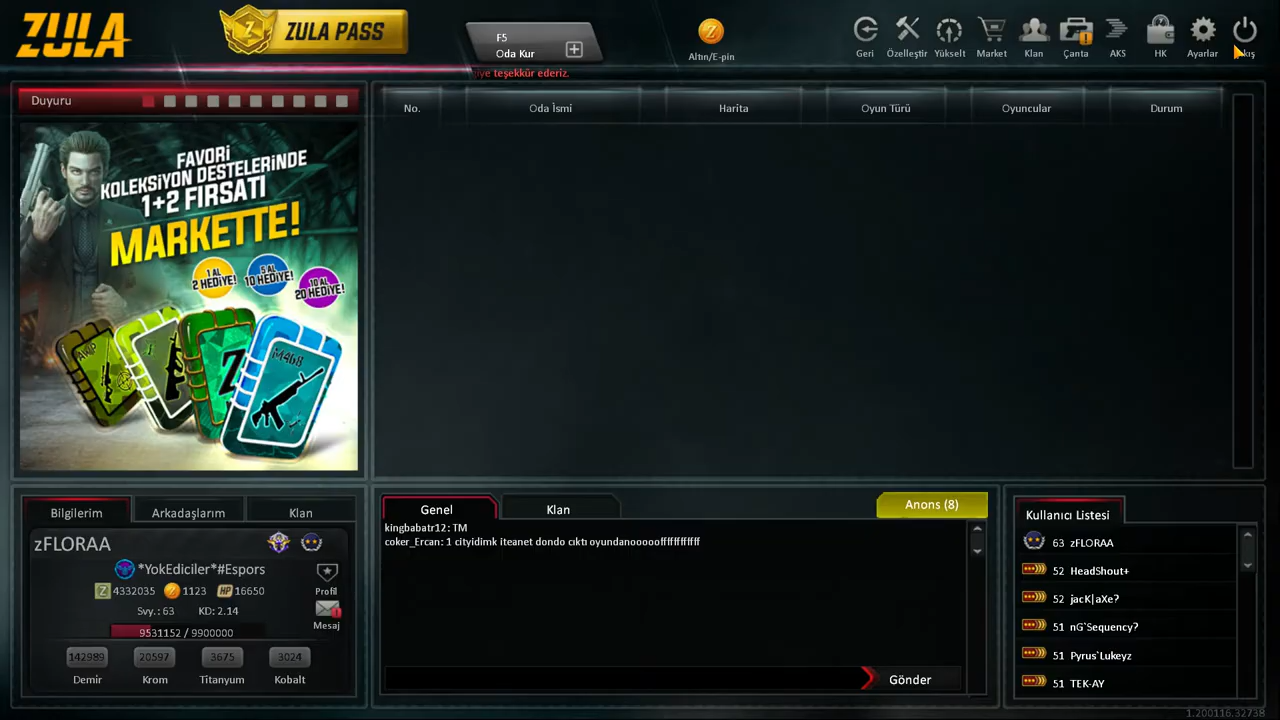 ZULA
ZULA PASS
F5
Oda Kur
Altın/E-pin
Geri
Özelleştir
Yükselt
Market
Klan
Çanta
AKS
HK
Ayarlar
iye teşekkür ederiz.
Duyuru
FAVORİ
KOLEKSİYON DESTELERİNDE
1+2 FIRSATI
MARKETTE!
1 AL
2 HEDİYE!
5 AL
10 HEDİYE!
10 AL
20 HEDİYE!
AWP
Z
M468
No.
Oda İsmi
Harita
Oyun Türü
Oyuncular
Durum
Bilgilerim
Arkadaşlarım
Klan
zFLORAA
*YokEdiciler*#Espors
4332035
1123
HP 16650
Profil
Svy. : 63
KD: 2.14
Mesaj
9531152 / 9900000
142989
20597
3675
3024
Demir
Krom
Titanyum
Kobalt
Genel
Klan
Anons (8)
kingbabatr12: TM
coker_Ercan: 1 cityidimk iteanet dondo cıktı oyundanoooooffffffffffff
Gönder
Kullanıcı Listesi
63 zFLORAA
52 HeadShout+
52 jacK|aXe?
51 nG`Sequency?
51 Pyrus`Lukeyz
51 TEK-AY
1.200116.32738